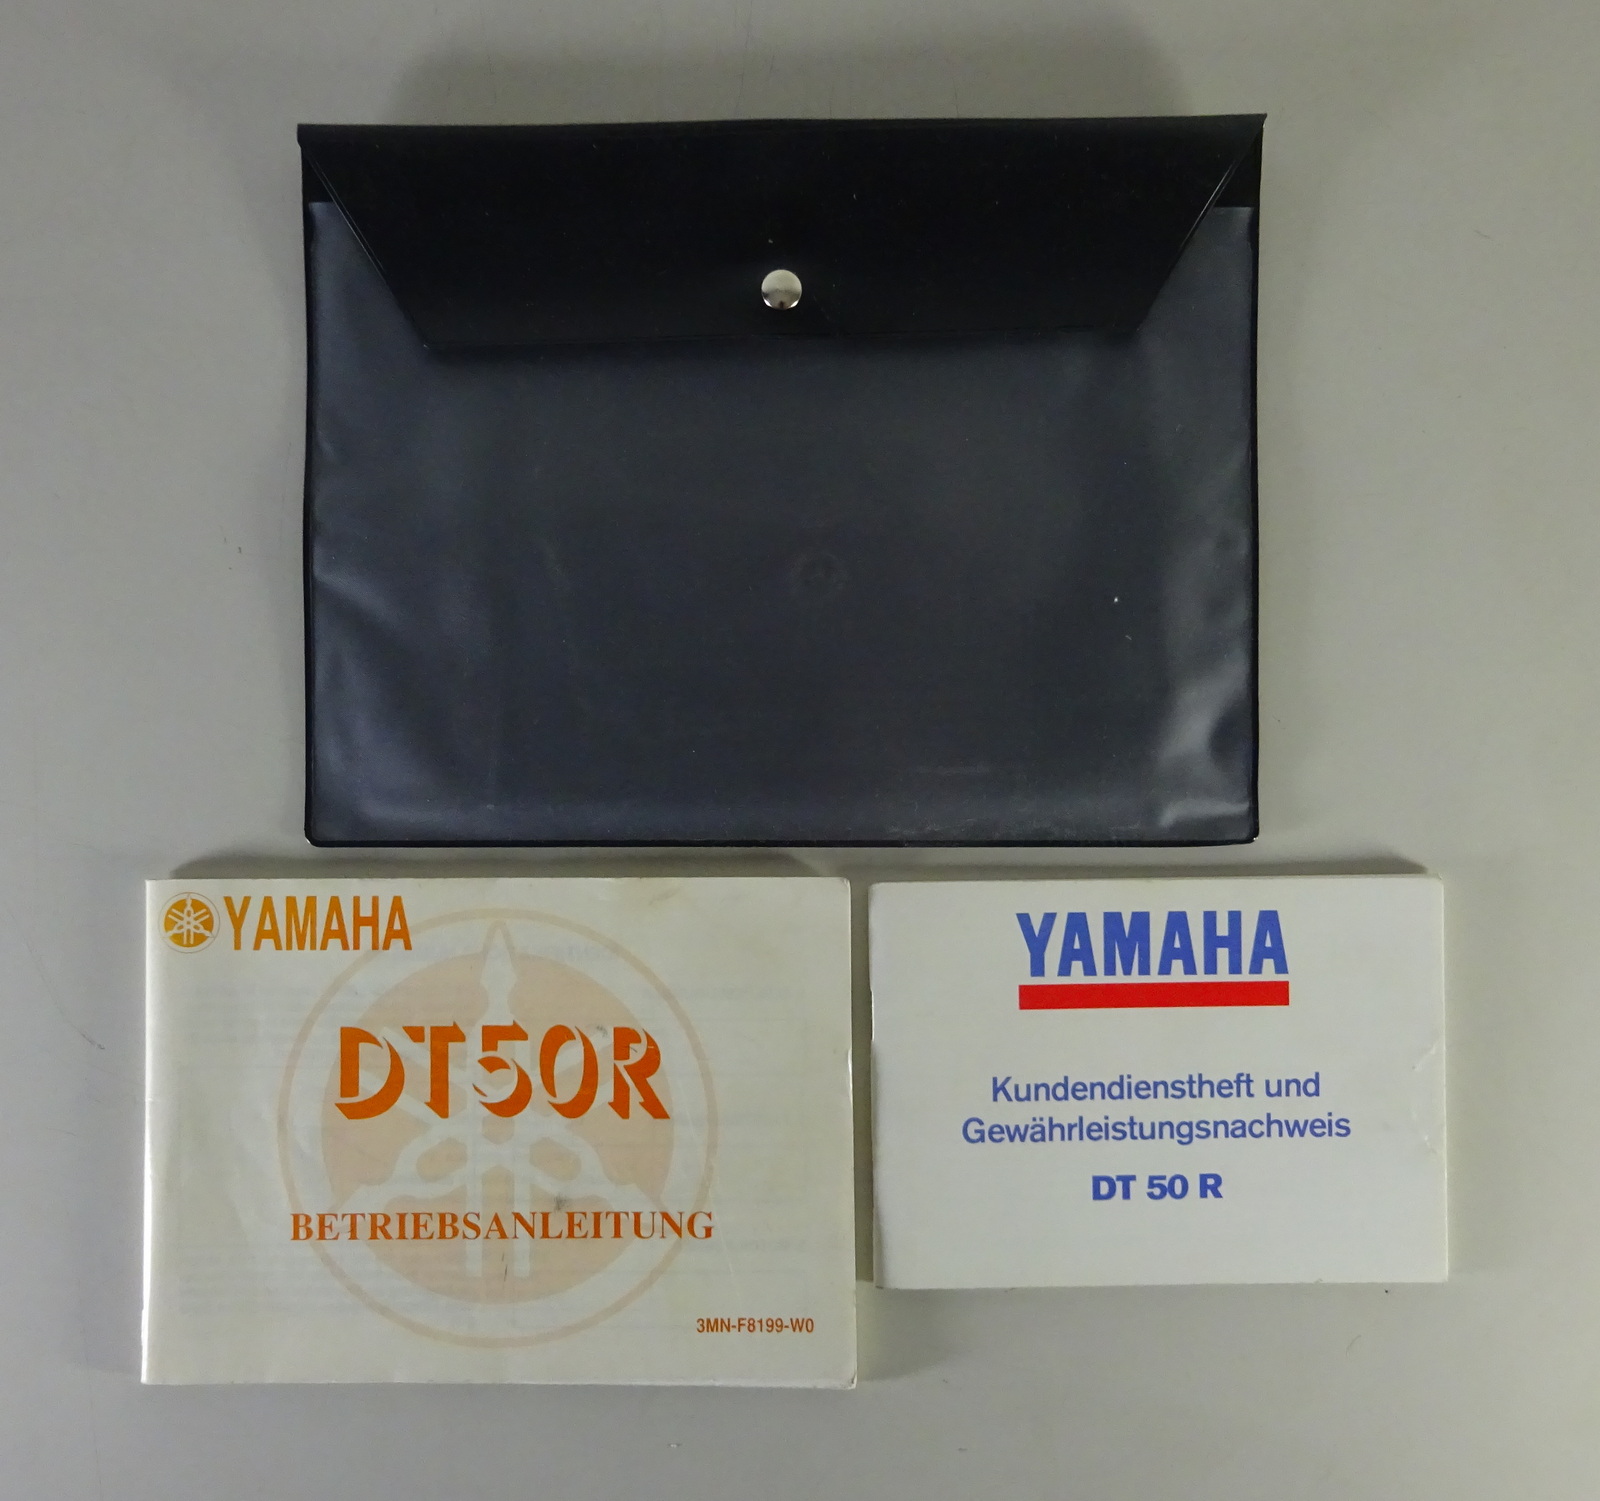 YAMAHA
DT50R
BETRIEBSANLEITUNG
3MN-F8199-W0
YAMAHA
Kundendienstheft und
Gewährleistungsnachweis
DT 50 R